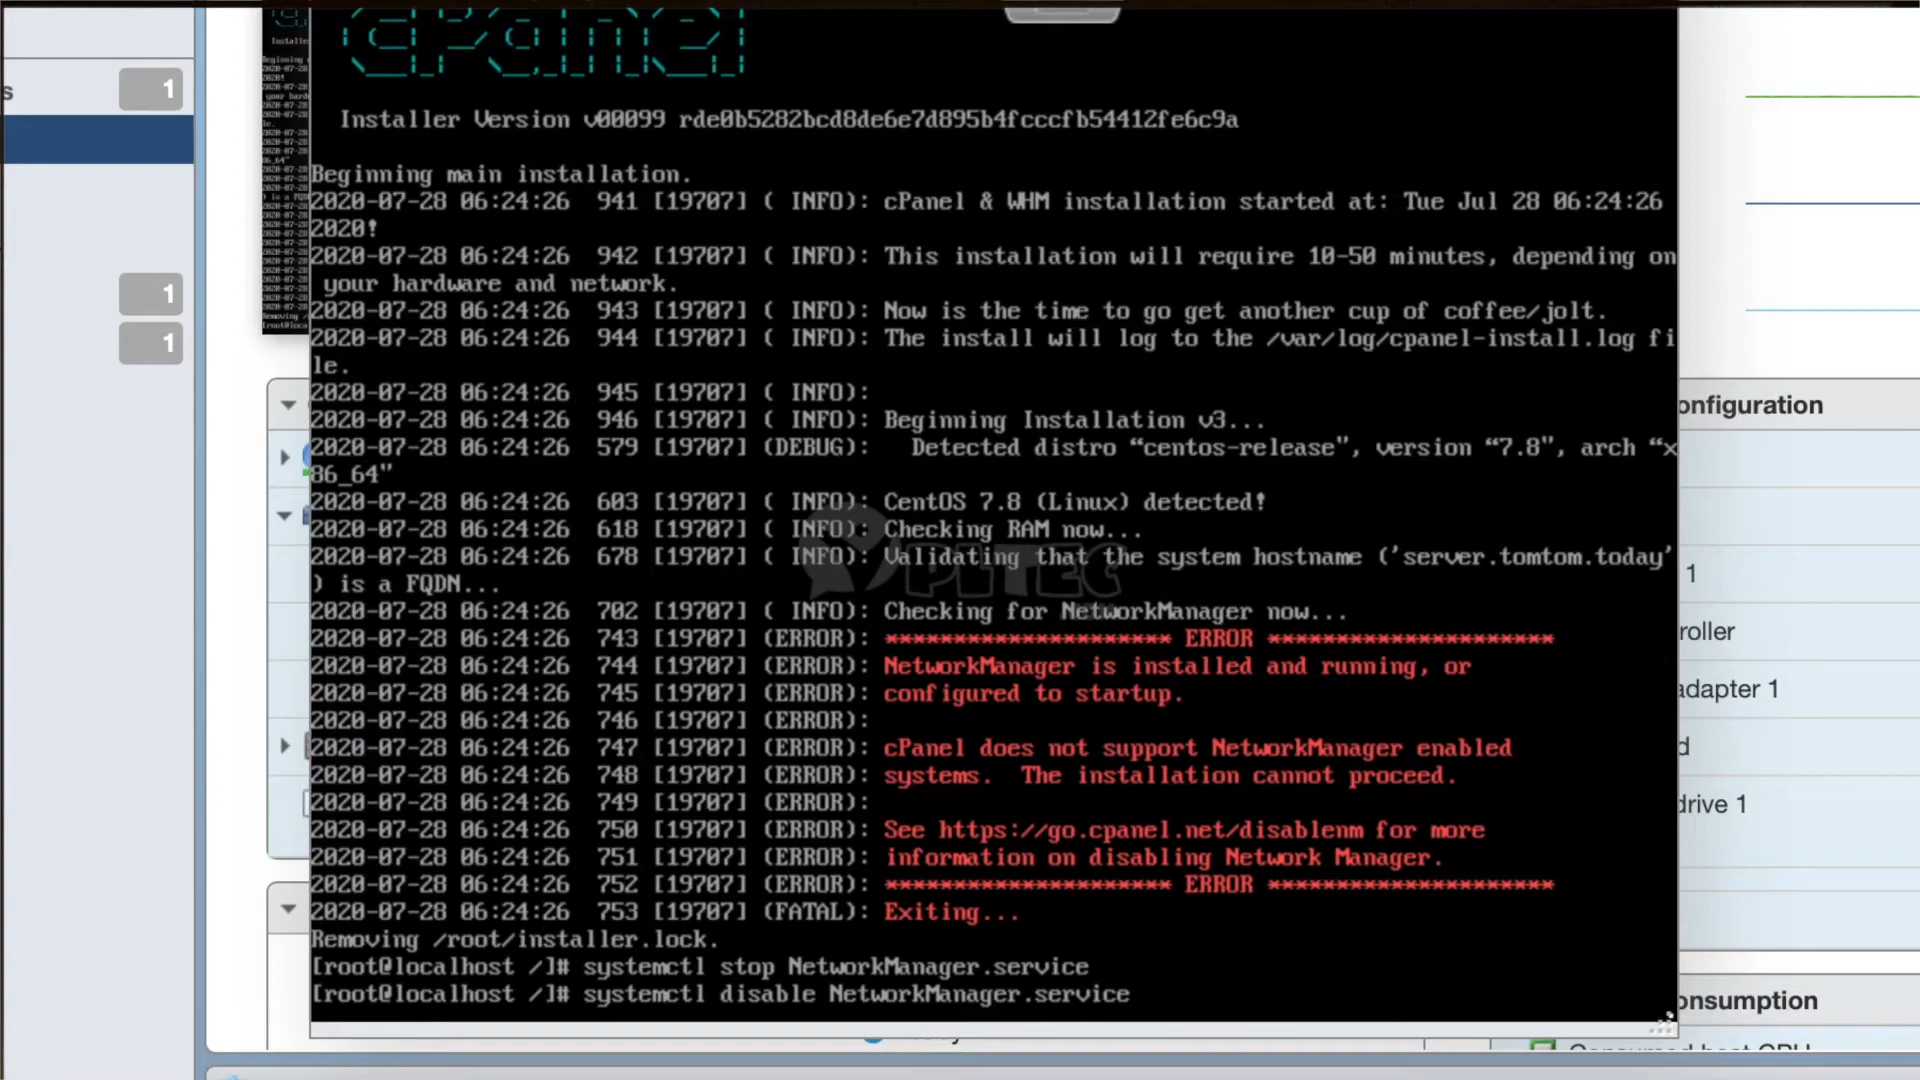 cPanel
Installer Version v00099 rde0b5282bcd8de6e7d895b4fcccfb54412fe6c9a
Beginning main installation.
2020-07-28 06:24:26  941 [19707] ( INFO): cPanel & WHM installation started at: Tue Jul 28 06:24:26
2020!
2020-07-28 06:24:26  942 [19707] ( INFO): This installation will require 10-50 minutes, depending on
 your hardware and network.
2020-07-28 06:24:26  943 [19707] ( INFO): Now is the time to go get another cup of coffee/jolt.
2020-07-28 06:24:26  944 [19707] ( INFO): The install will log to the /var/log/cpanel-install.log fi
le.
2020-07-28 06:24:26  945 [19707] ( INFO):
2020-07-28 06:24:26  946 [19707] ( INFO): Beginning Installation v3...
2020-07-28 06:24:26  579 [19707] (DEBUG):   Detected distro “centos-release", version “7.8", arch “x
86_64"
2020-07-28 06:24:26  603 [19707] ( INFO): CentOS 7.8 (Linux) detected!
2020-07-28 06:24:26  618 [19707] ( INFO): Checking RAM now...
2020-07-28 06:24:26  678 [19707] ( INFO): Validating that the system hostname ('server.tomtom.today'
) is a FQDN...
2020-07-28 06:24:26  702 [19707] ( INFO): Checking for NetworkManager now...
2020-07-28 06:24:26  743 [19707] (ERROR): ********************* ERROR *********************
2020-07-28 06:24:26  744 [19707] (ERROR): NetworkManager is installed and running, or
2020-07-28 06:24:26  745 [19707] (ERROR): configured to startup.
2020-07-28 06:24:26  746 [19707] (ERROR):
2020-07-28 06:24:26  747 [19707] (ERROR): cPanel does not support NetworkManager enabled
2020-07-28 06:24:26  748 [19707] (ERROR): systems.  The installation cannot proceed.
2020-07-28 06:24:26  749 [19707] (ERROR):
2020-07-28 06:24:26  750 [19707] (ERROR): See https://go.cpanel.net/disablenm for more
2020-07-28 06:24:26  751 [19707] (ERROR): information on disabling Network Manager.
2020-07-28 06:24:26  752 [19707] (ERROR): ********************* ERROR *********************
2020-07-28 06:24:26  753 [19707] (FATAL): Exiting...
Removing /root/installer.lock.
[root@localhost /]# systemctl stop NetworkManager.service
[root@localhost /]# systemctl disable NetworkManager.service
PITEC
s
1
1
1
onfiguration
1
roller
adapter 1
d
drive 1
onsumption